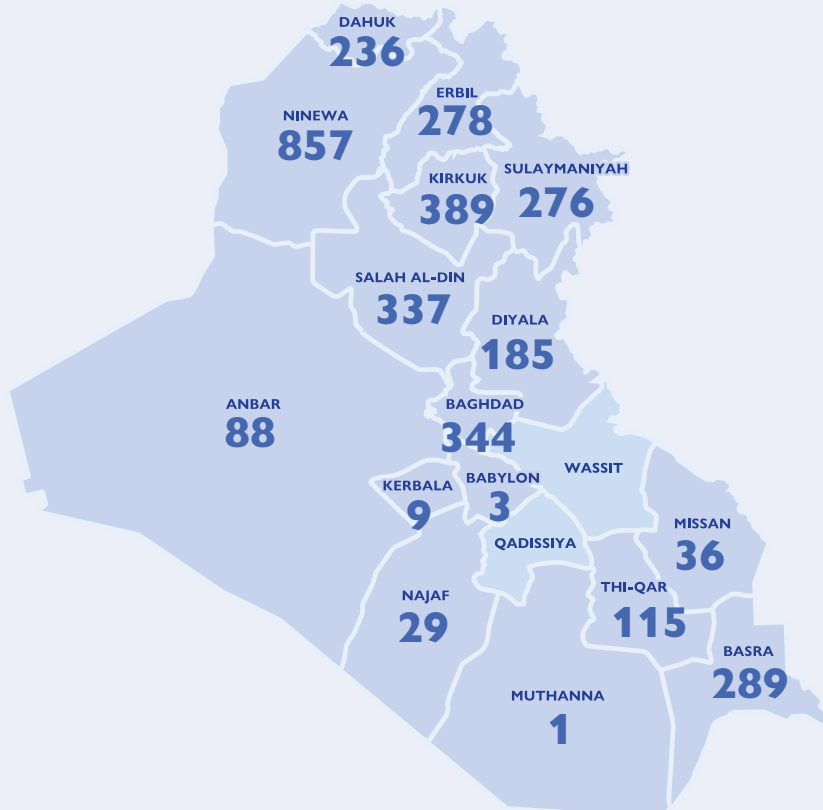 DAHUK
236
ERBIL
278
NINEWA
857
SULAYMANIYAH
276
KIRKUK
389
SALAH AL-DIN
337
DIYALA
185
ANBAR
88
BAGHDAD
344
WASSIT
KERBALA
9
BABYLON
3
MISSAN
36
QADISSIYA
THI-QAR
115
NAJAF
29
BASRA
289
MUTHANNA
1